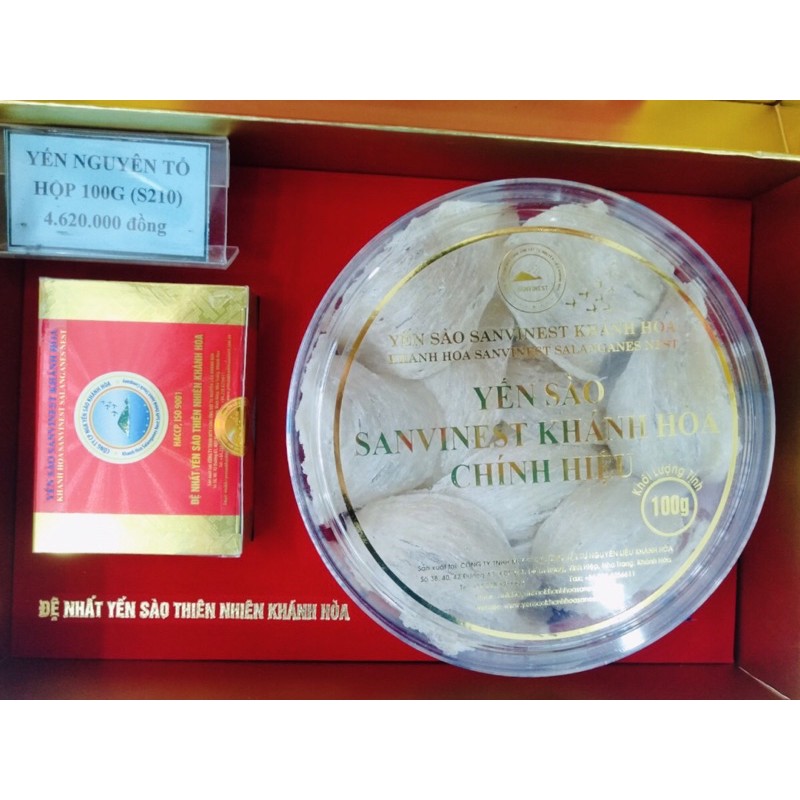 YẾN NGUYÊN TỔ
HỘP 100G (S210)
4.620.000 đồng
YẾN SÀO SANVINEST KHÁNH HÒA
KHANH HOA SANVINEST SALANGANES NEST
HACCP, ISO 9001
ĐỆ NHẤT YẾN SÀO THIÊN NHIÊN KHÁNH HÒA
SANVINEST
YẾN SÀO SANVINEST KHÁNH HÒA
KHANH HOA SANVINEST SALANGANES NEST
YẾN SÀO
SANVINEST KHÁNH HÒA
CHÍNH HIỆU
Khối lượng tịnh
100g
ĐỆ NHẤT YẾN SÀO THIÊN NHIÊN KHÁNH HÒA